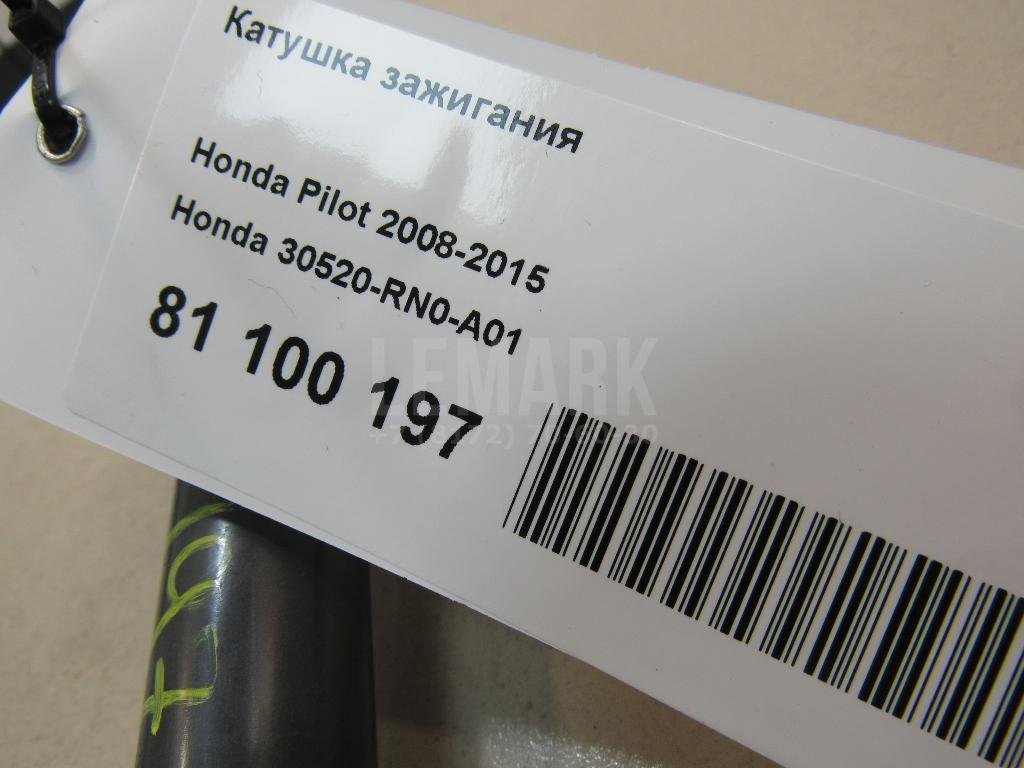 Катушка зажигания
Honda Pilot 2008-2015
Honda 30520-RN0-A01
81 100 197
LEMARK